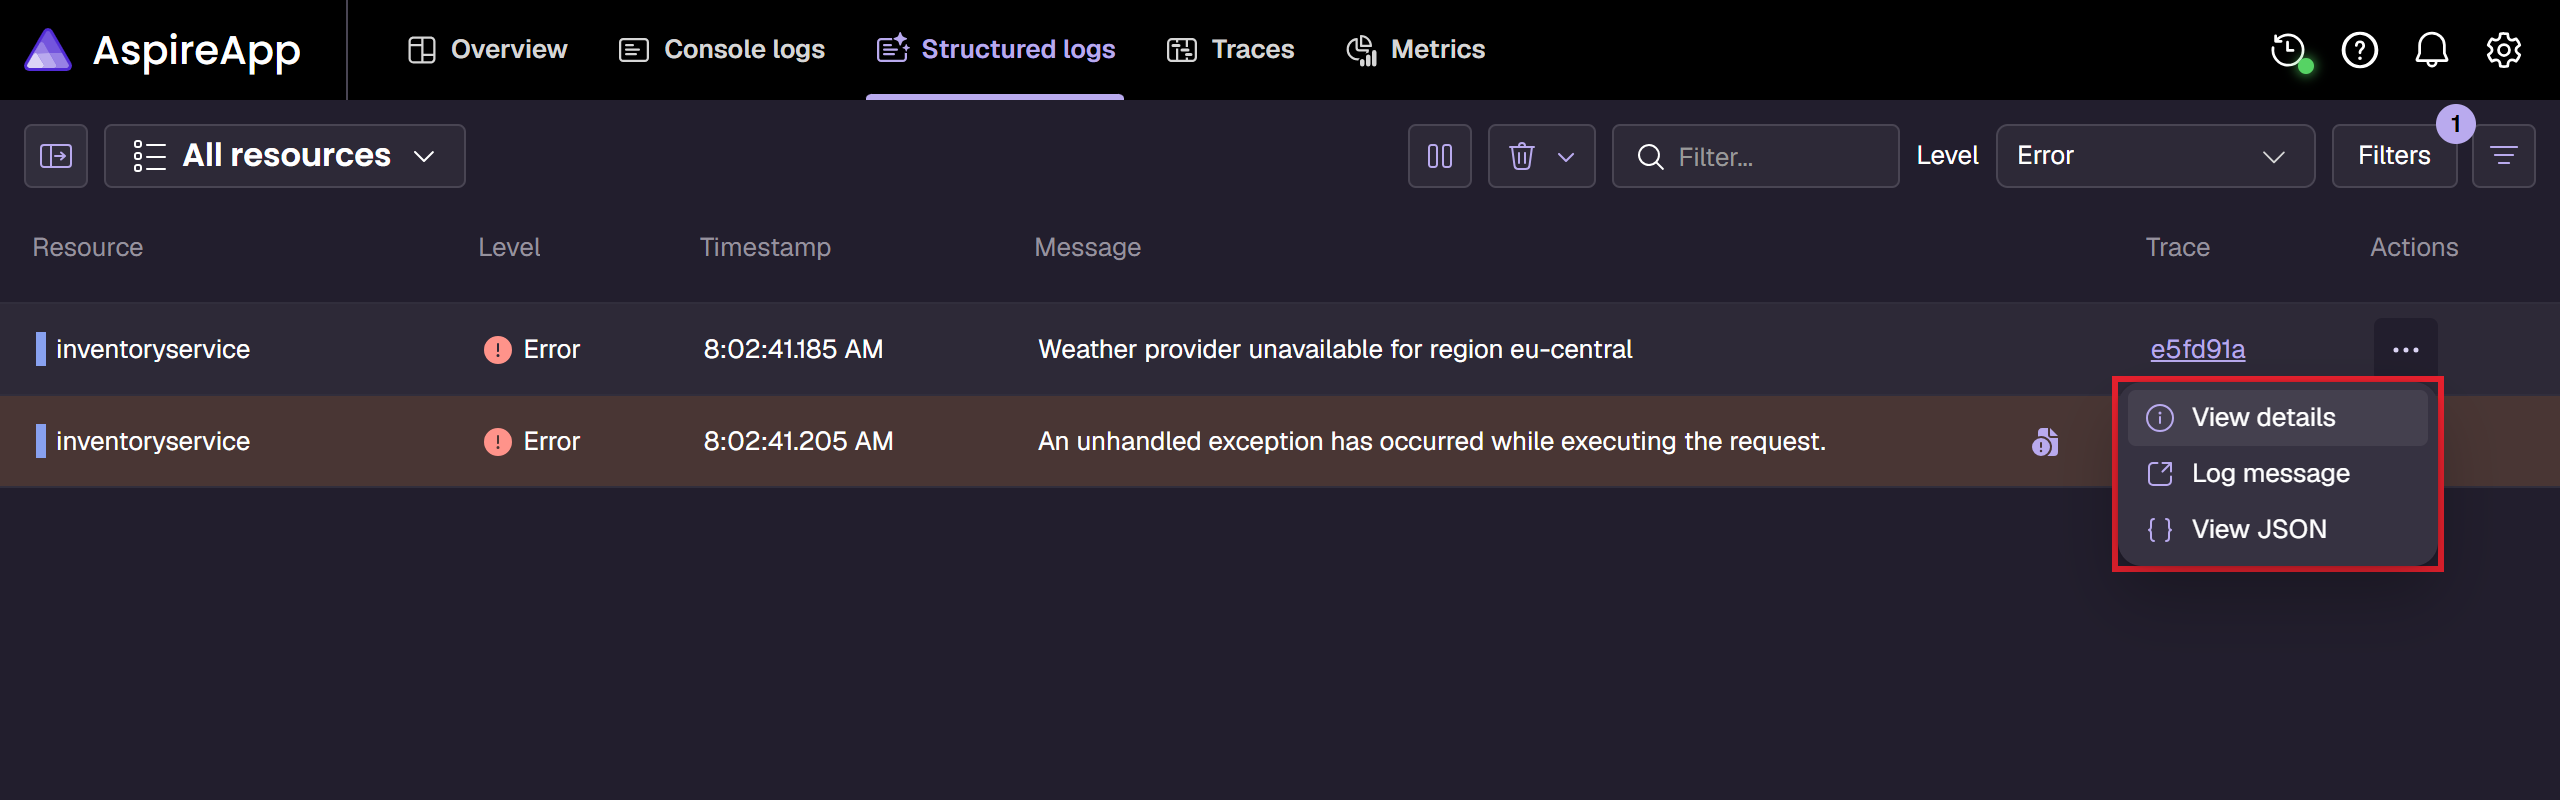 AspireApp Overview Console logs Structured logs Traces Metrics
All resources Filter... Level Error Filters 1
Resource Level Timestamp Message Trace Actions
inventoryservice Error 8:02:41.185 AM Weather provider unavailable for region eu-central e5fd91a
inventoryservice Error 8:02:41.205 AM An unhandled exception has occurred while executing the request.
View details
Log message
View JSON